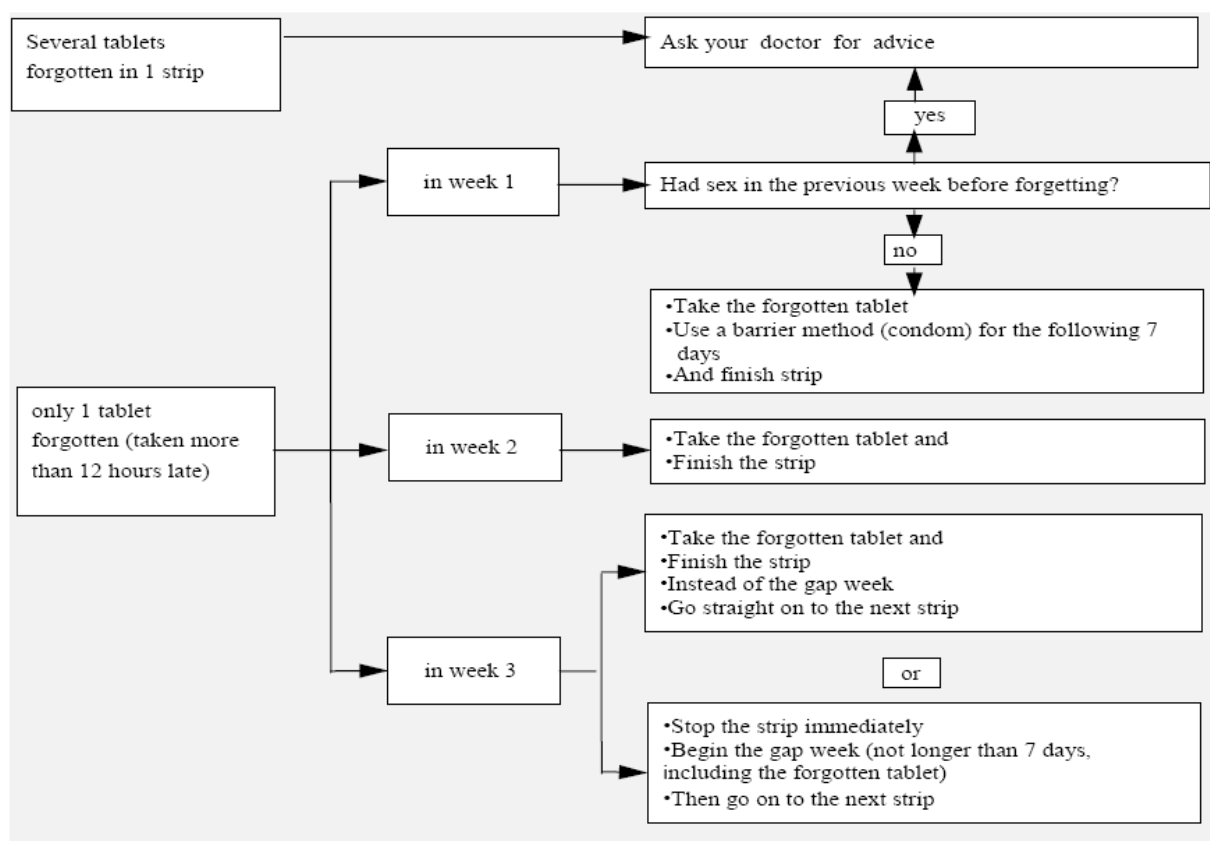 Several tablets
forgotten in 1 strip
Ask your doctor for advice
yes
in week 1
Had sex in the previous week before forgetting?
no
•Take the forgotten tablet
•Use a barrier method (condom) for the following 7
days
•And finish strip
only 1 tablet
forgotten (taken more
than 12 hours late)
in week 2
•Take the forgotten tablet and
•Finish the strip
in week 3
•Take the forgotten tablet and
•Finish the strip
•Instead of the gap week
•Go straight on to the next strip
or
•Stop the strip immediately
•Begin the gap week (not longer than 7 days,
including the forgotten tablet)
•Then go on to the next strip